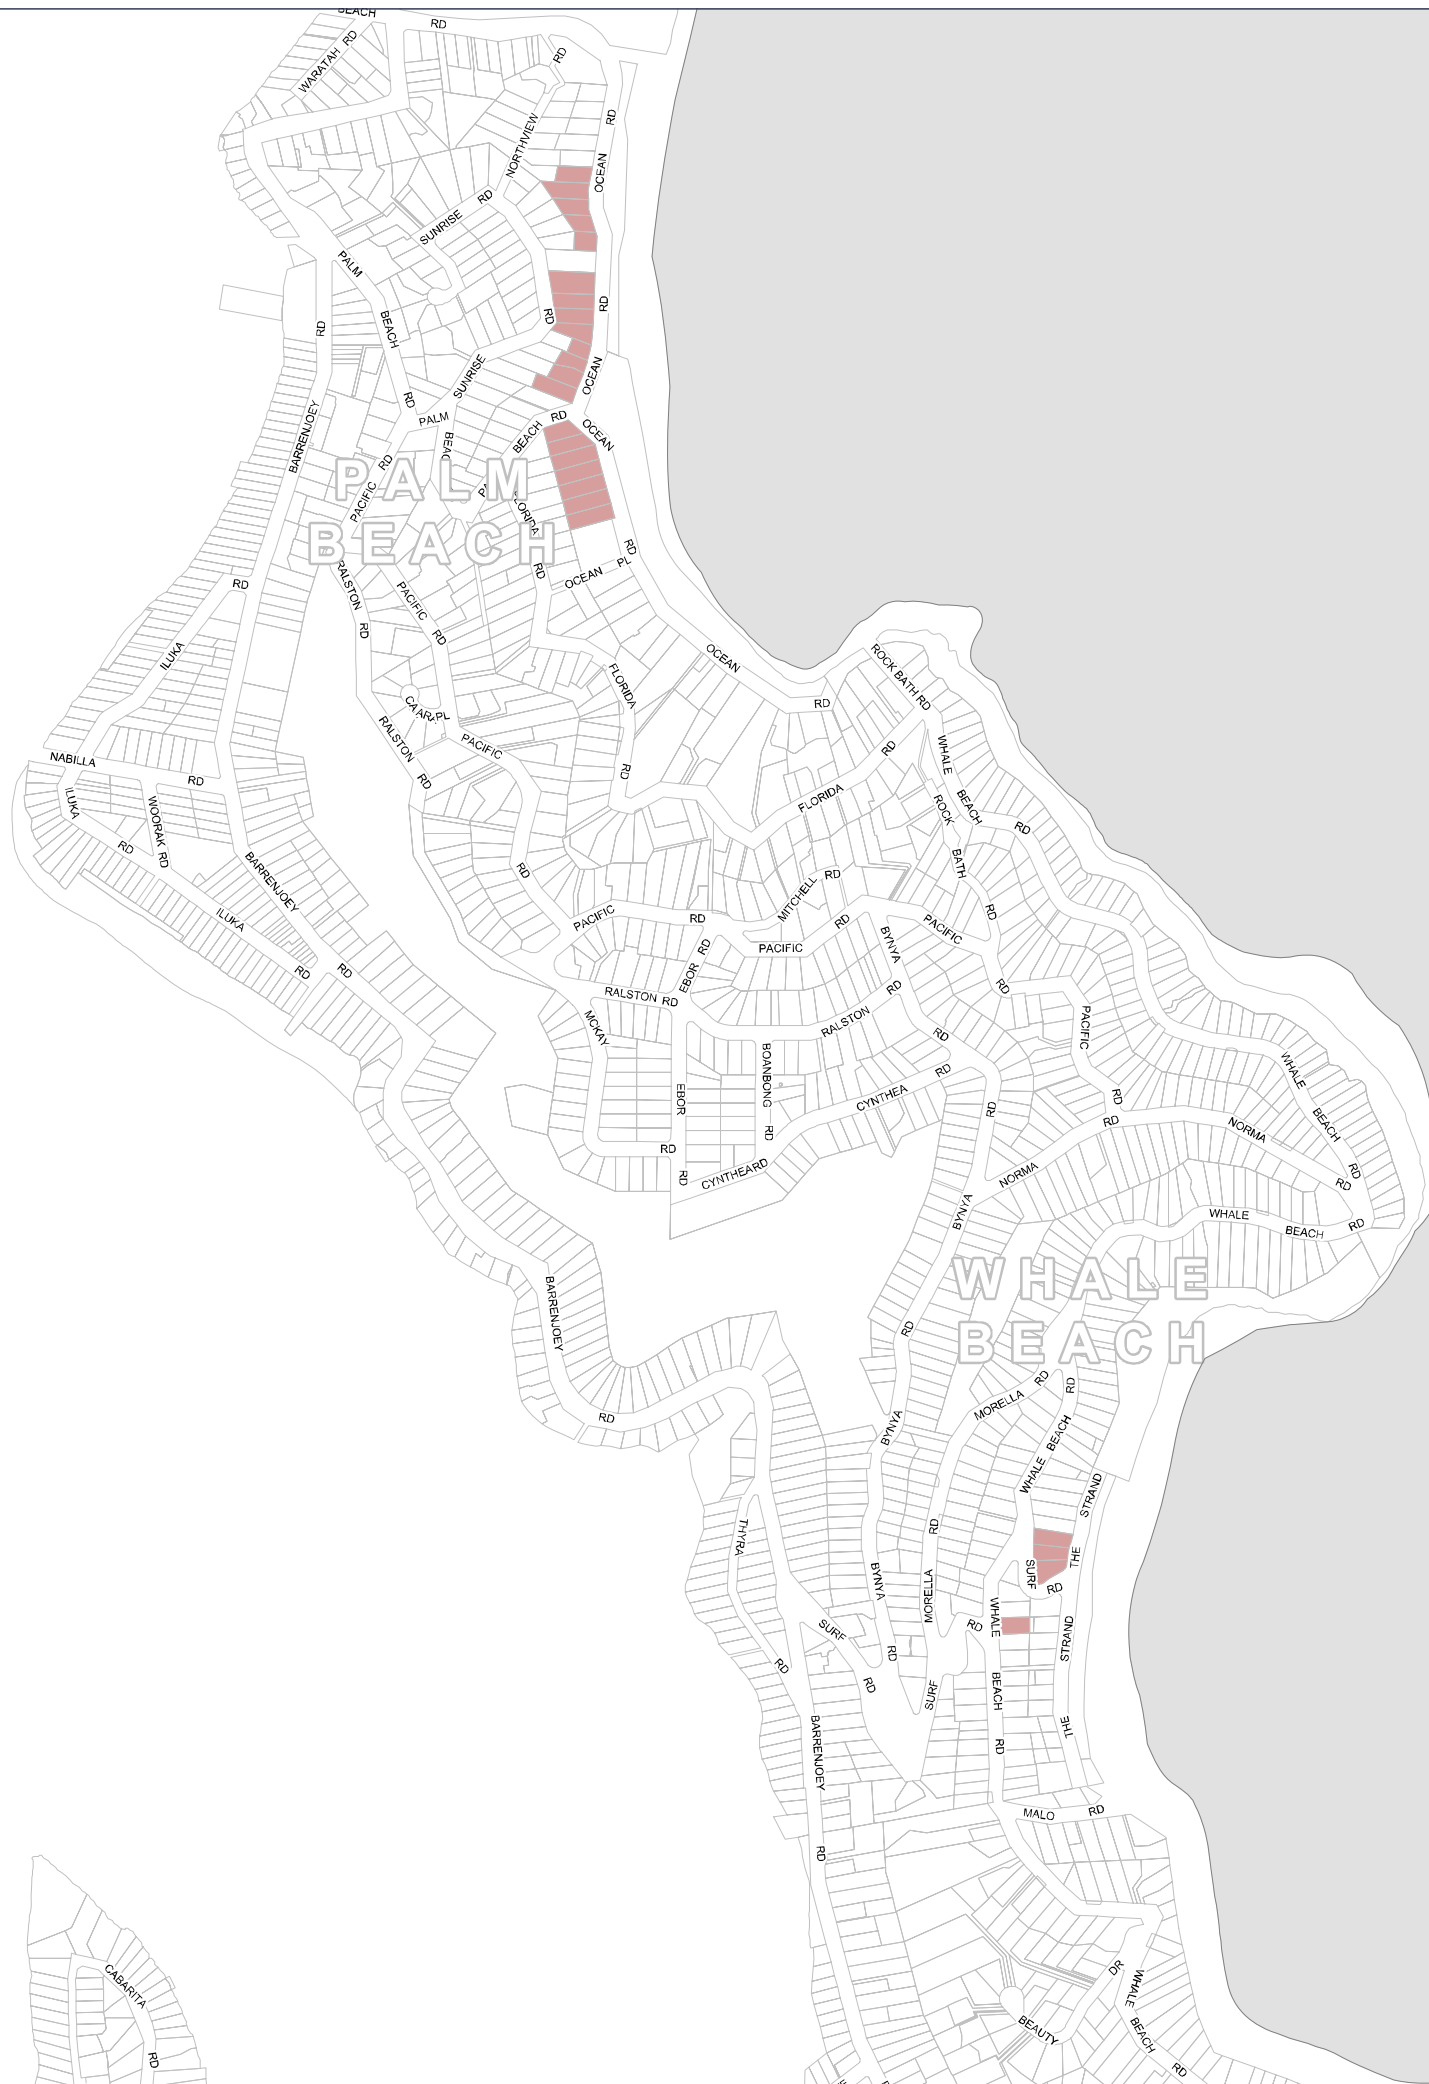 BEACH
RD
WARATAH RD
RD
RD
NORTHVIEW
OCEAN
SUNRISE RD
PALM
BEACH
RD
RD
RD
RD
OCEAN
SUNRISE
BARRENJOEY
RD
PALM
BEACH RD
OCEAN
PACIFIC RD
PALM
BEACH
RALSTON
RD
PACIFIC
RD
RD
OCEAN PL
RD
RD
ILUKA
OCEAN
RD
ROCK BATH RD
FLORIDA
RD
PL
RALSTON
RD
PACIFIC
NABILLA
RD
ILUKA
RD
WOORAK RD
BARRENJOEY
FLORIDA
RD
WHALE
BEACH
RD
ROCK
BATH
RD
RD
MITCHELL RD
PACIFIC
RD
PACIFIC
RD
BYNYA
PACIFIC
RD
ILUKA
RD
RD
EBOR RD
RALSTON RD
RALSTON
RD
RD
MCKAY
BOANBONG
RD
EBOR
RD
RD
CYNTHEA
RD
CYNTHEA RD
PACIFIC
RD
RD
BYNYA
NORMA
RD
NORMA
RD
WHALE
BEACH
RD
WHALE
BEACH
RD
WHALE
BEACH
BARRENJOEY
RD
RD
BYNYA
MORELLA
RD
RD
WHALE BEACH
STRAND
THE
THYRA
RD
BYNYA
RD
RD
MORELLA
SURF
RD
WHALE
RD
BEACH
RD
STRAND
THE
SURF
RD
SURF
BARRENJOEY
RD
MALO
RD
DR
BEAUTY
WHALE
BEACH
RD
CABARITA
RD